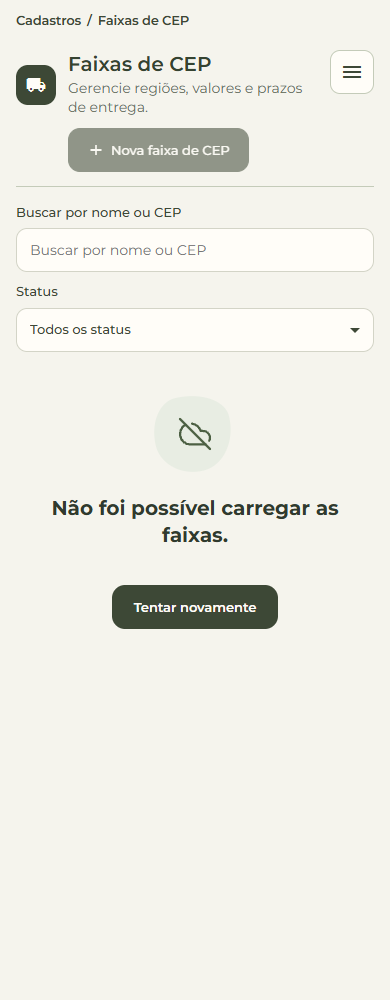 Cadastros / Faixas de CEP
Faixas de CEP
Gerencie regiões, valores e prazos
de entrega.
+ Nova faixa de CEP
Buscar por nome ou CEP
Buscar por nome ou CEP
Status
Todos os status
Não foi possível carregar as
faixas.
Tentar novamente